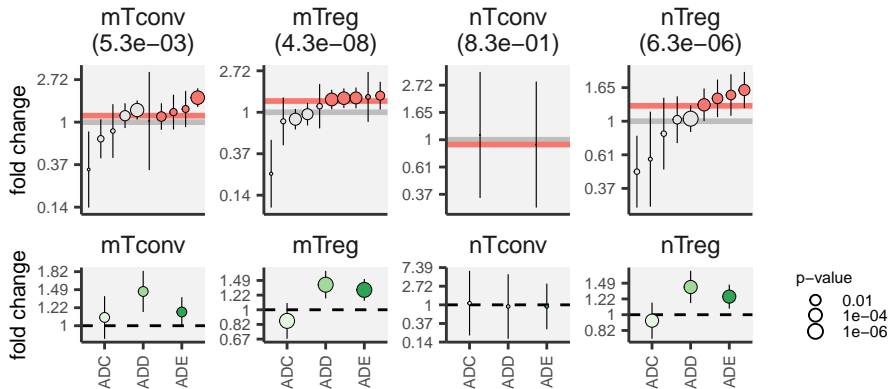 mTconv
(5.3e−03)
mTreg
(4.3e−08)
nTconv
(8.3e−01)
nTreg
(6.3e−06)
fold change
2.72
1
0.37
0.14
2.72
1
0.37
0.14
2.72
1.65
1
0.61
0.37
1.65
1
0.61
0.37
mTconv
mTreg
nTconv
nTreg
fold change
1.82
1.49
1.22
1
1.49
1.22
1
0.82
0.67
7.39
2.72
1
0.37
0.14
1.49
1.22
1
0.82
ADC
ADD
ADE
ADC
ADD
ADE
ADC
ADD
ADE
ADC
ADD
ADE
p−value
0.01
1e−04
1e−06